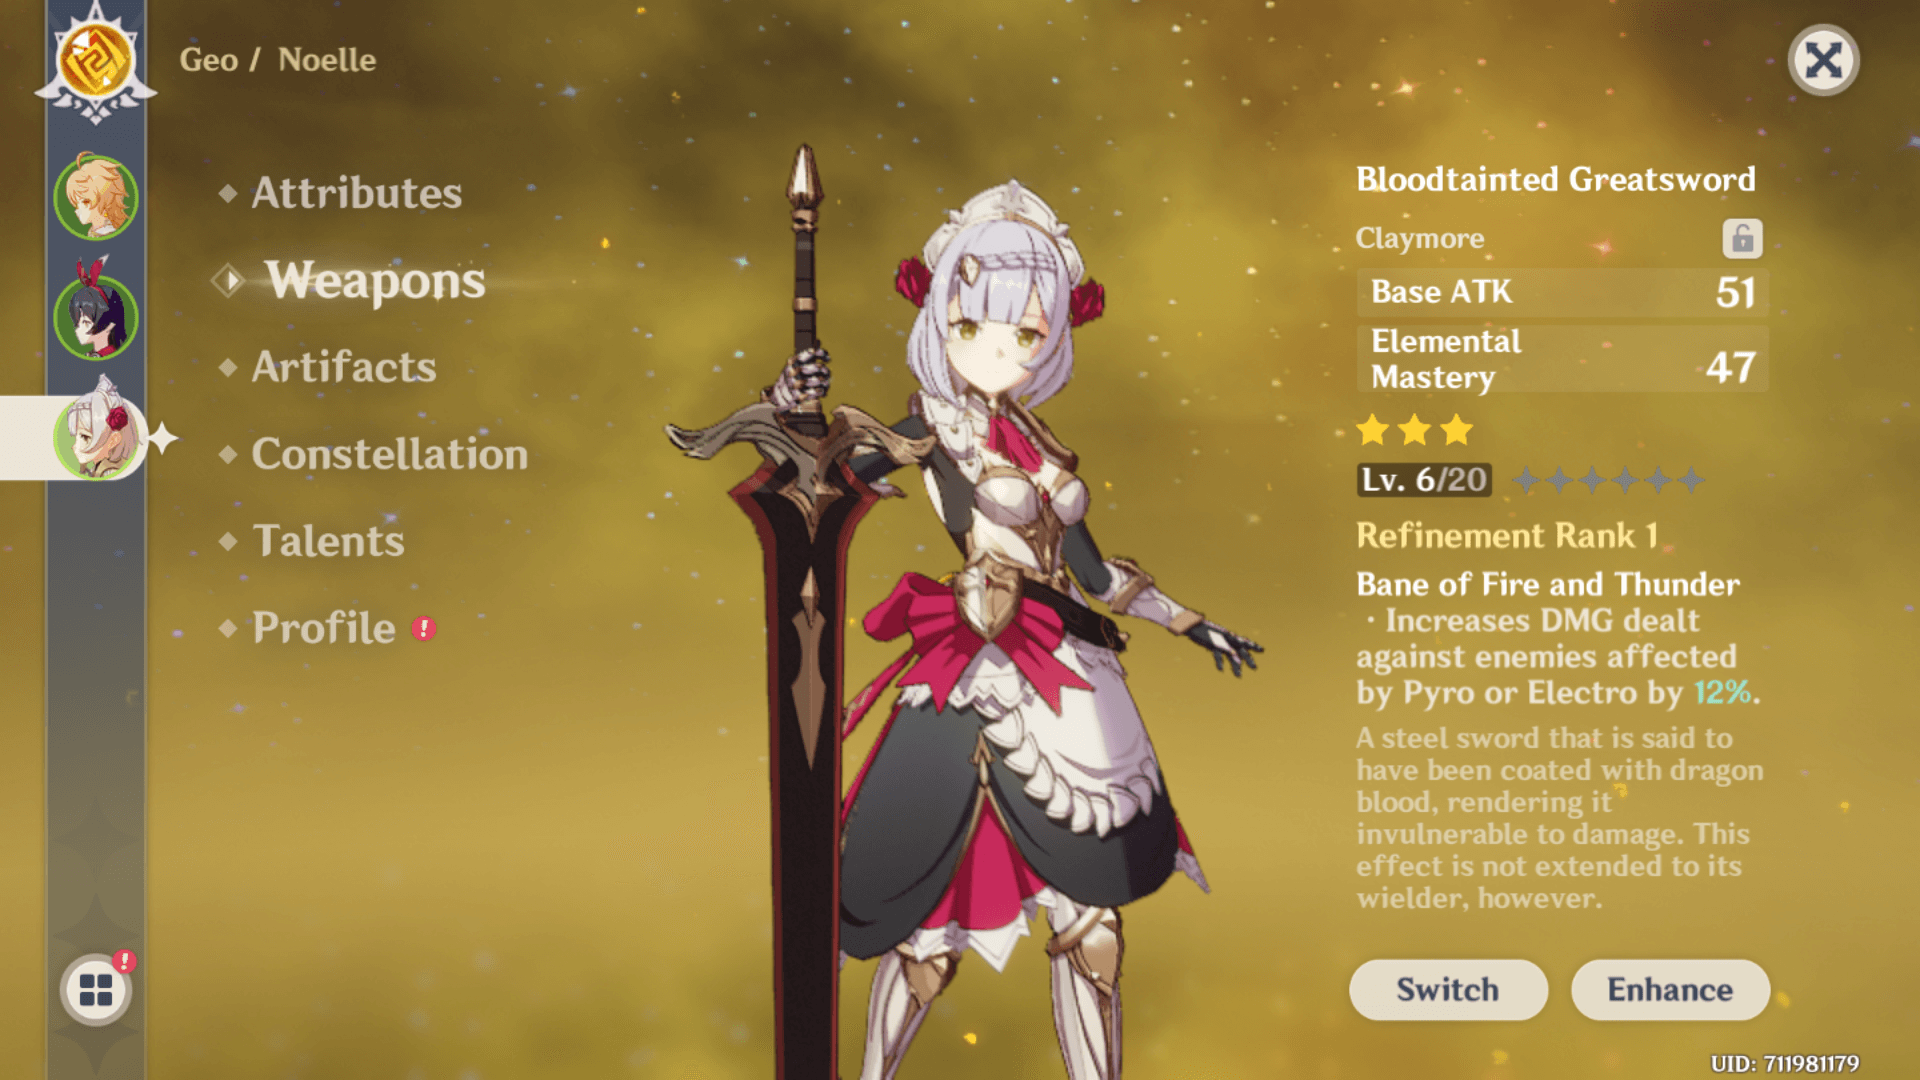 Geo / Noelle
Attributes
Weapons
Artifacts
Constellation
Talents
Profile
Bloodtainted Greatsword
Claymore
Base ATK 51
Elemental
Mastery 47
Lv. 6/20
Refinement Rank 1
Bane of Fire and Thunder
· Increases DMG dealt
against enemies affected
by Pyro or Electro by 12%.
A steel sword that is said to
have been coated with dragon
blood, rendering it
invulnerable to damage. This
effect is not extended to its
wielder, however.
Switch Enhance
UID: 711981179